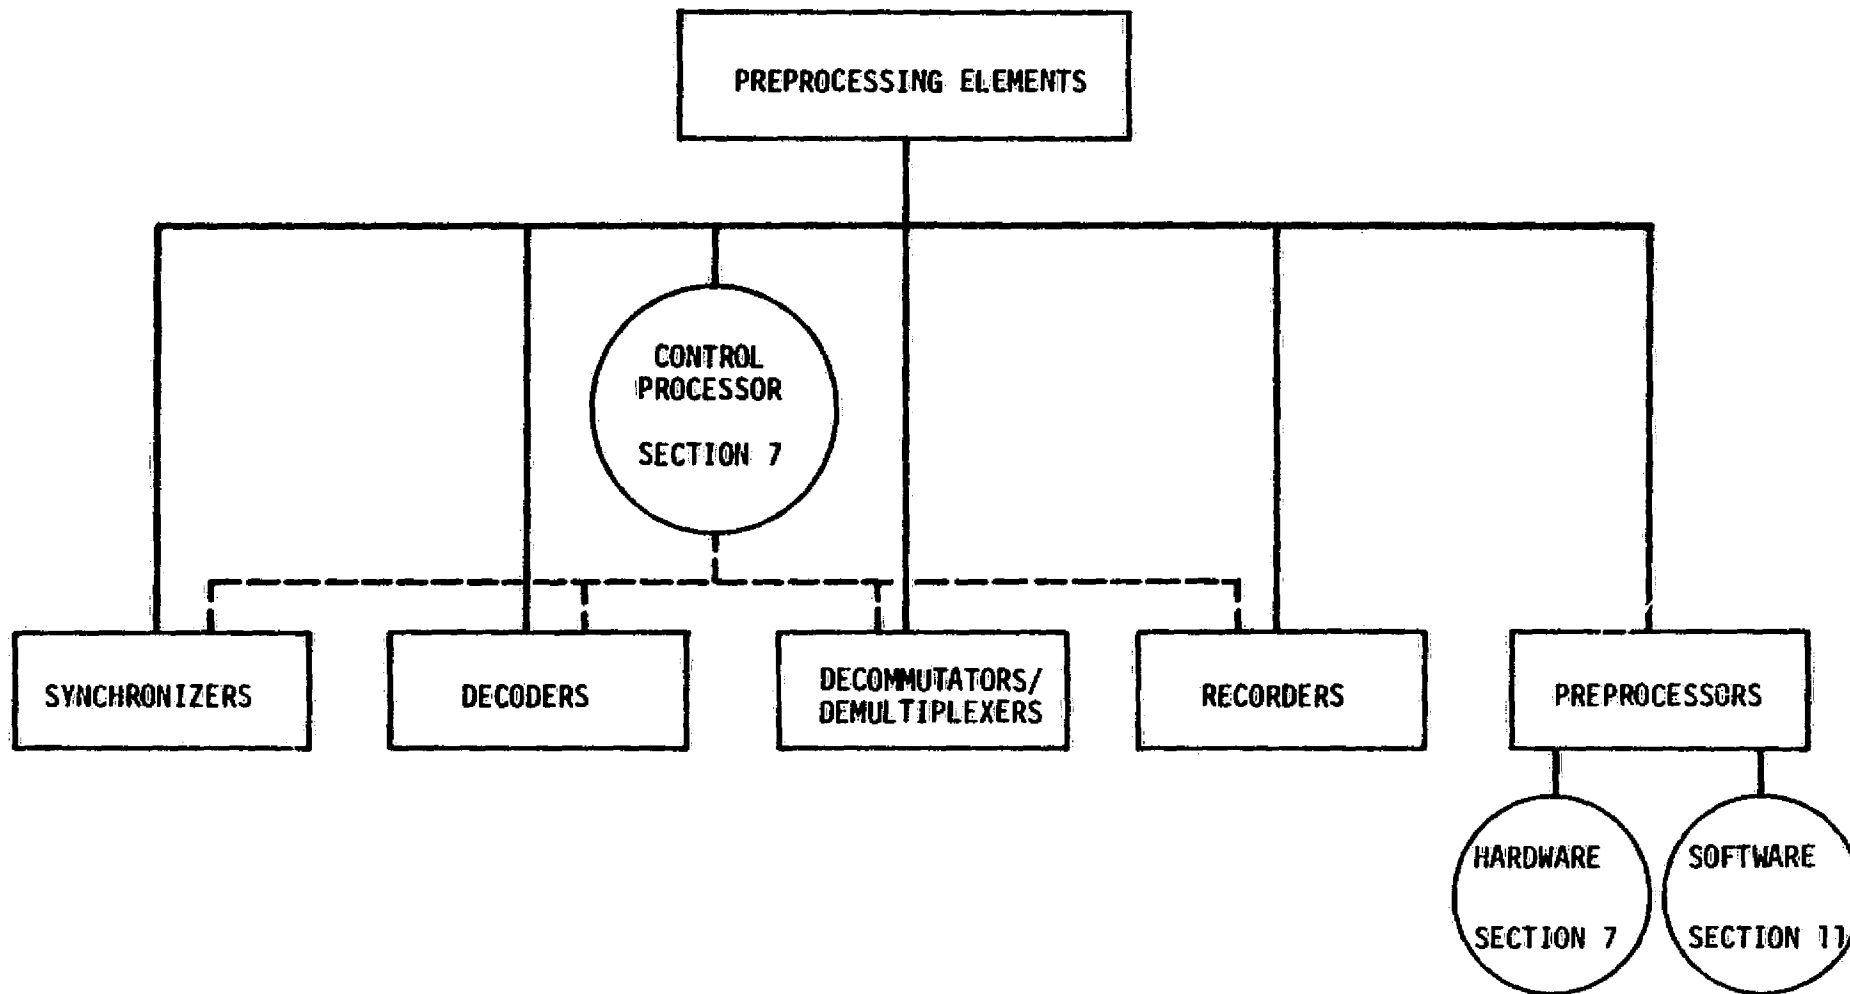 PREPROCESSING ELEMENTS
CONTROL
PROCESSOR
SECTION 7
SYNCHRONIZERS
DECODERS
DECOMMUTATORS/
DEMULTIPLEXERS
RECORDERS
PREPROCESSORS
HARDWARE
SECTION 7
SOFTWARE
SECTION 11